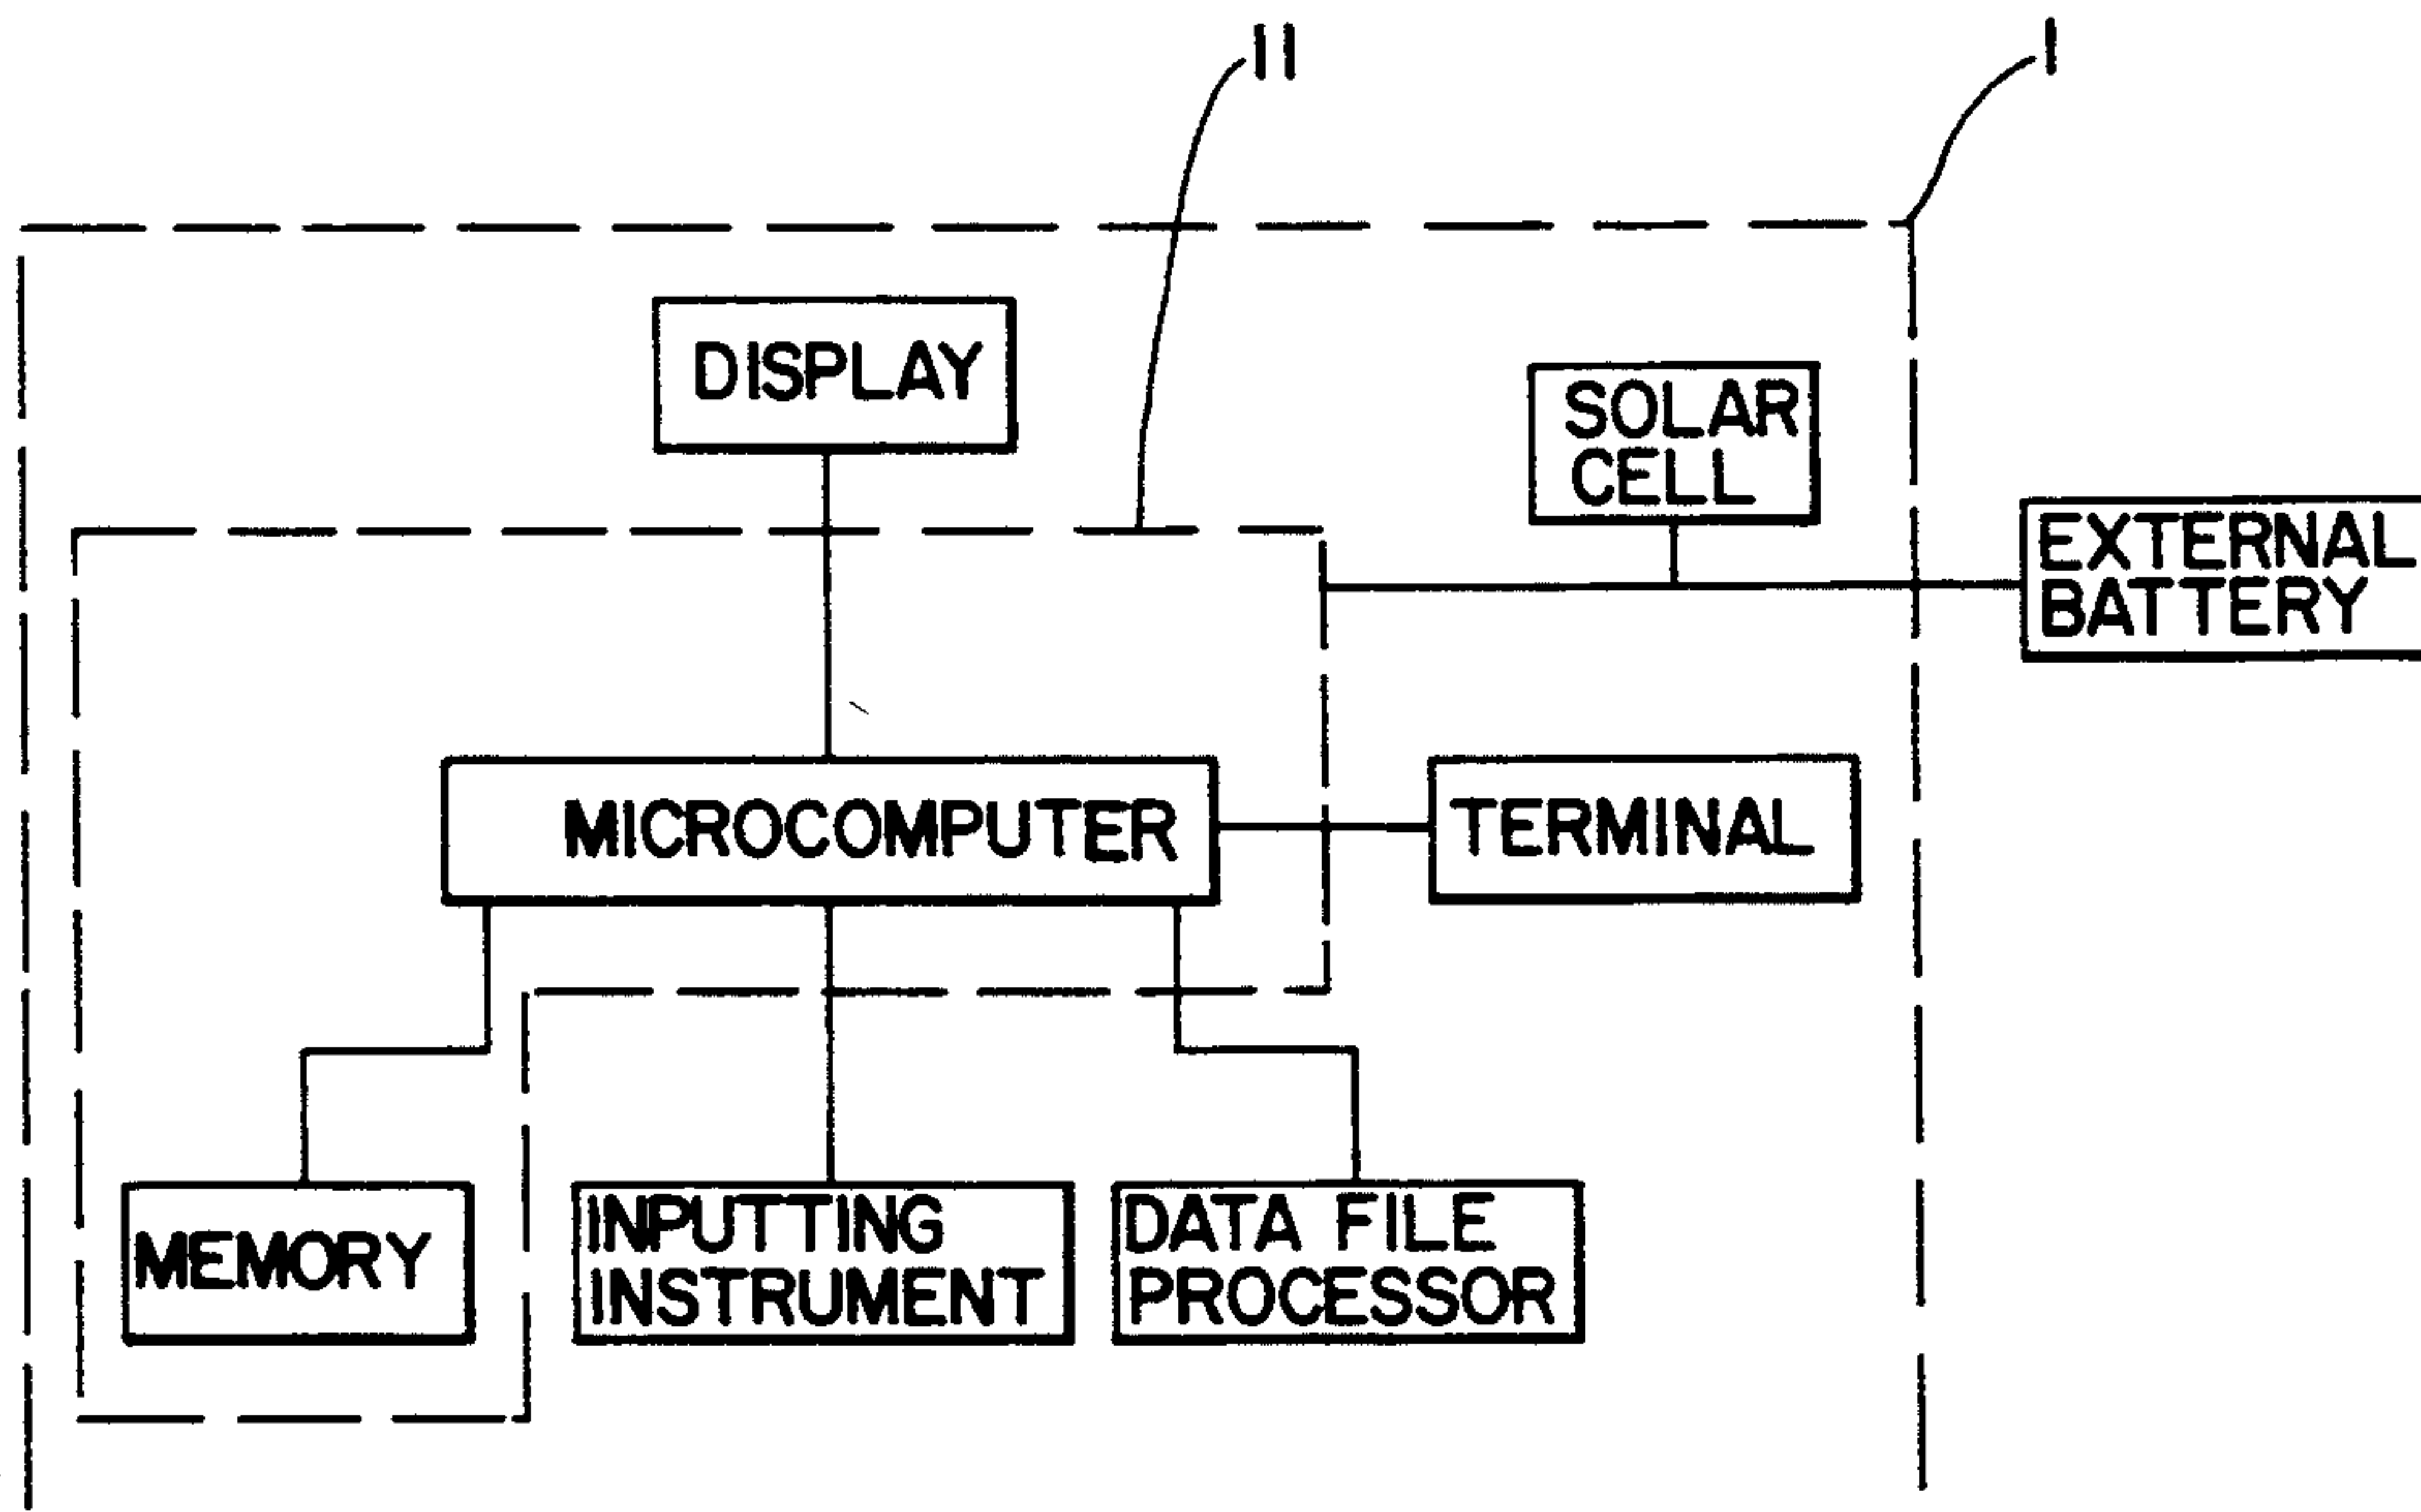 11
1
DISPLAY
SOLAR
CELL
EXTERNAL
BATTERY
MICROCOMPUTER
TERMINAL
MEMORY
INPUTTING
INSTRUMENT
DATA FILE
PROCESSOR